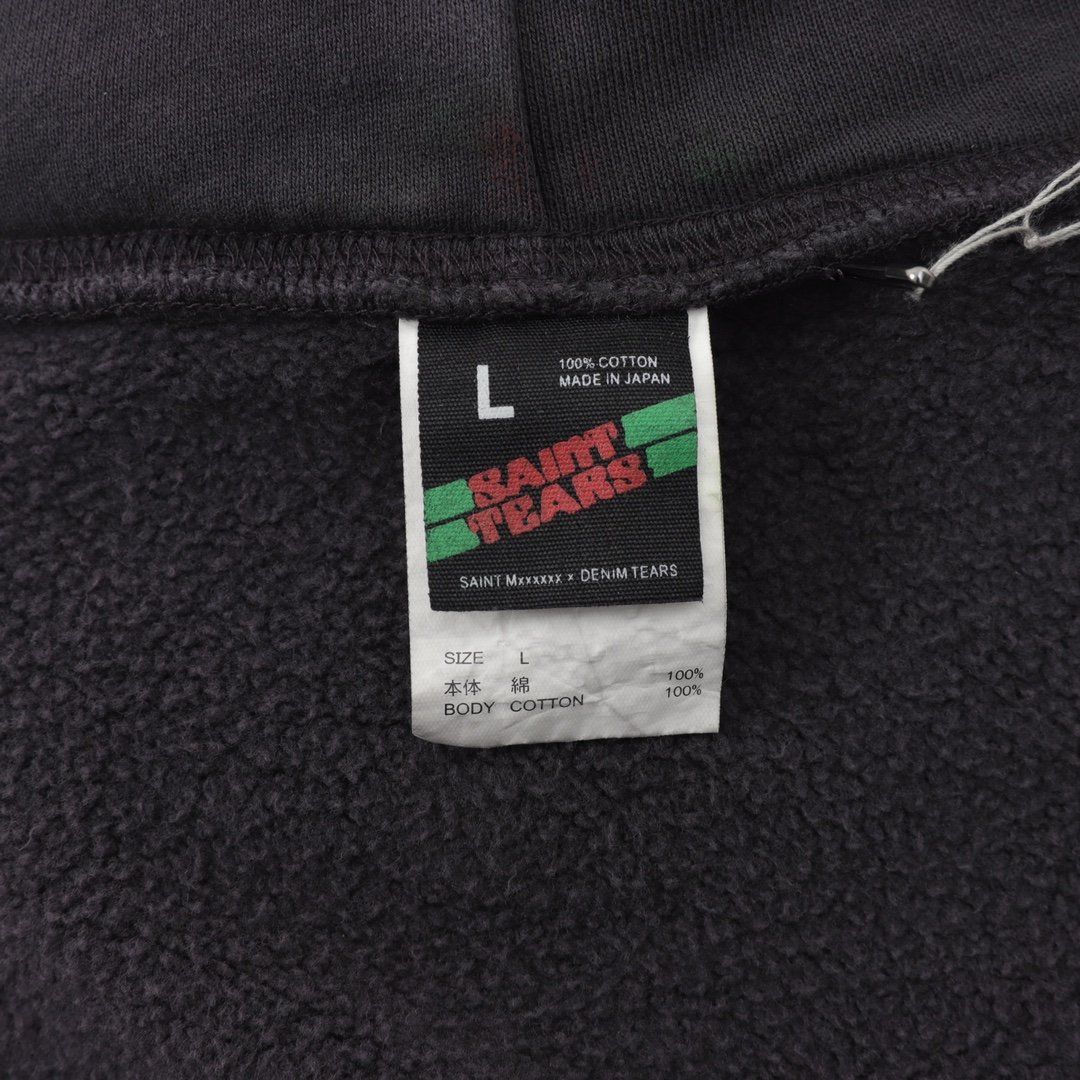 L
100% COTTON
MADE IN JAPAN
SAINT
TEARS
SAINT Mxxxxxx × DENIM TEARS
SIZE L
本体 綿 100%
BODY COTTON 100%